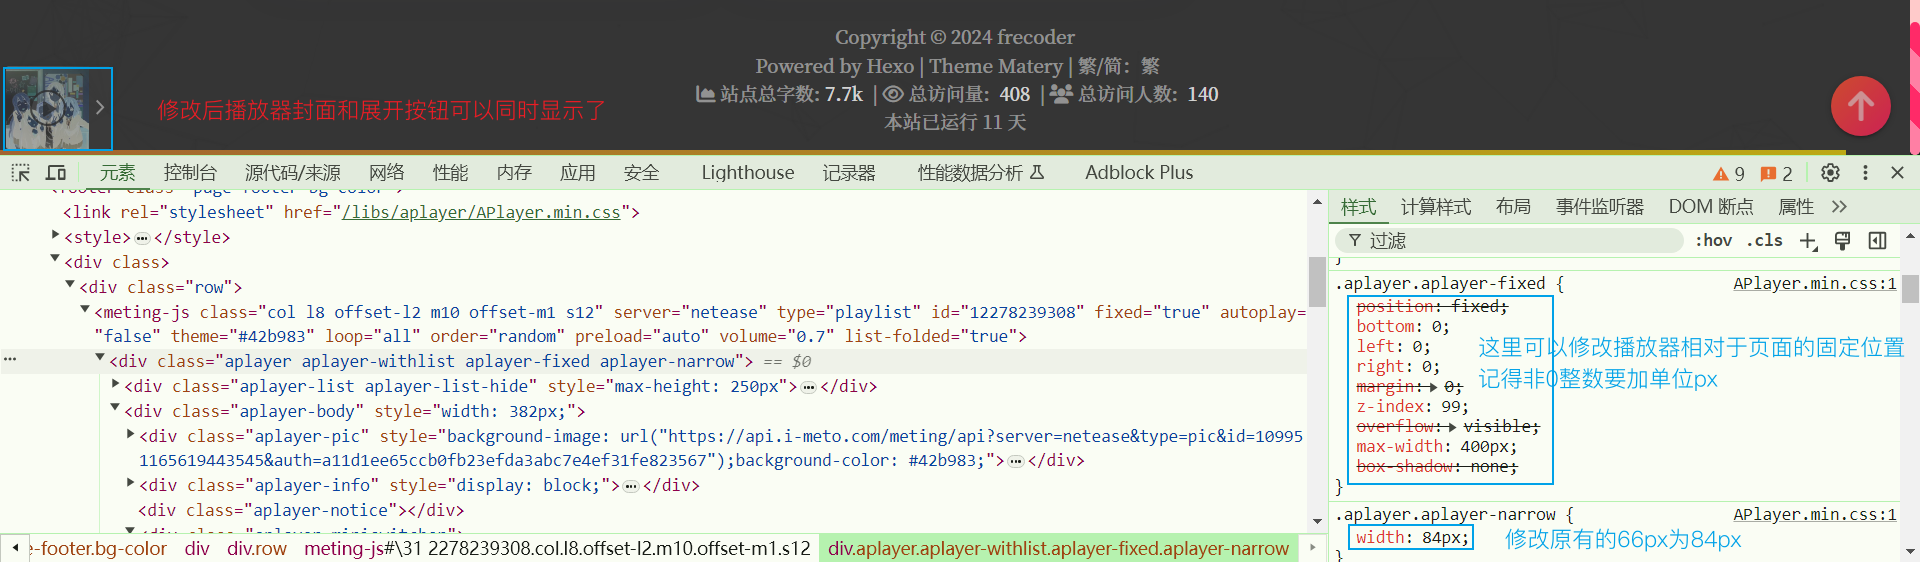 Copyright © 2024 frecoder
Powered by Hexo | Theme Matery | 繁/简：繁
站点总字数: 7.7k | 总访问量: 408 | 总访问人数: 140
本站已运行 11 天
修改后播放器封面和展开按钮可以同时显示了
元素 控制台 源代码/来源 网络 性能 内存 应用 安全 Lighthouse 记录器 性能数据分析 Adblock Plus 9 2
<link rel="stylesheet" href="/libs/aplayer/APlayer.min.css">
<style>…</style>
<div class>
<div class="row">
<meting-js class="col l8 offset-l2 m10 offset-m1 s12" server="netease" type="playlist" id="12278239308" fixed="true" autoplay=
"false" theme="#42b983" loop="all" order="random" preload="auto" volume="0.7" list-folded="true">
<div class="aplayer aplayer-withlist aplayer-fixed aplayer-narrow"> == $0
<div class="aplayer-list aplayer-list-hide" style="max-height: 250px">…</div>
<div class="aplayer-body" style="width: 382px;">
<div class="aplayer-pic" style="background-image: url("https://api.i-meto.com/meting/api?server=netease&type=pic&id=109951165619443545&auth=a11d1ee65ccb0fb23efda3abc7e4ef31fe823567");background-color: #42b983;">…</div>
<div class="aplayer-info" style="display: block;">…</div>
<div class="aplayer-notice"></div>
e-footer.bg-color div div.row meting-js#\31 2278239308.col.l8.offset-l2.m10.offset-m1.s12 div.aplayer.aplayer-withlist.aplayer-fixed.aplayer-narrow
样式 计算样式 布局 事件监听器 DOM 断点 属性
过滤 :hov .cls
}
.aplayer.aplayer-fixed { APlayer.min.css:1
position: fixed;
bottom: 0;
left: 0;
right: 0;
margin: 0;
z-index: 99;
overflow: visible;
max-width: 400px;
box-shadow: none;
}
这里可以修改播放器相对于页面的固定位置
记得非0整数要加单位px
.aplayer.aplayer-narrow { APlayer.min.css:1
width: 84px;
}
修改原有的66px为84px